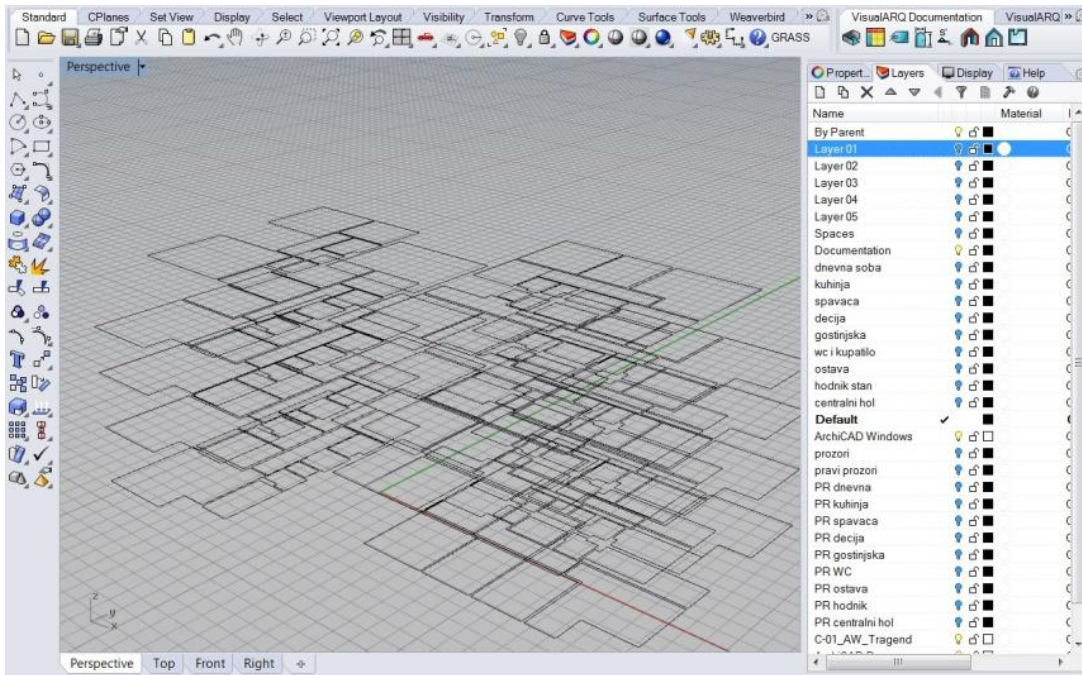 Standard CPlanes Set View Display Select Viewport Layout Visibility Transform Curve Tools Surface Tools Weaverbird » VisualARQ Documentation VisualARQ »
GRASS
Perspective
Propert... Layers Display Help
Name Material
By Parent
Layer 01
Layer 02
Layer 03
Layer 04
Layer 05
Spaces
Documentation
dnevna soba
kuhinja
spavaca
decija
gostinjska
wc i kupatilo
ostava
hodnik stan
centralni hol
Default
ArchiCAD Windows
prozori
pravi prozori
PR dnevna
PR kuhinja
PR spavaca
PR decija
PR gostinjska
PR WC
PR ostava
PR hodnik
PR centralni hol
C-01_AW_Tragend
z
y
x
Perspective Top Front Right